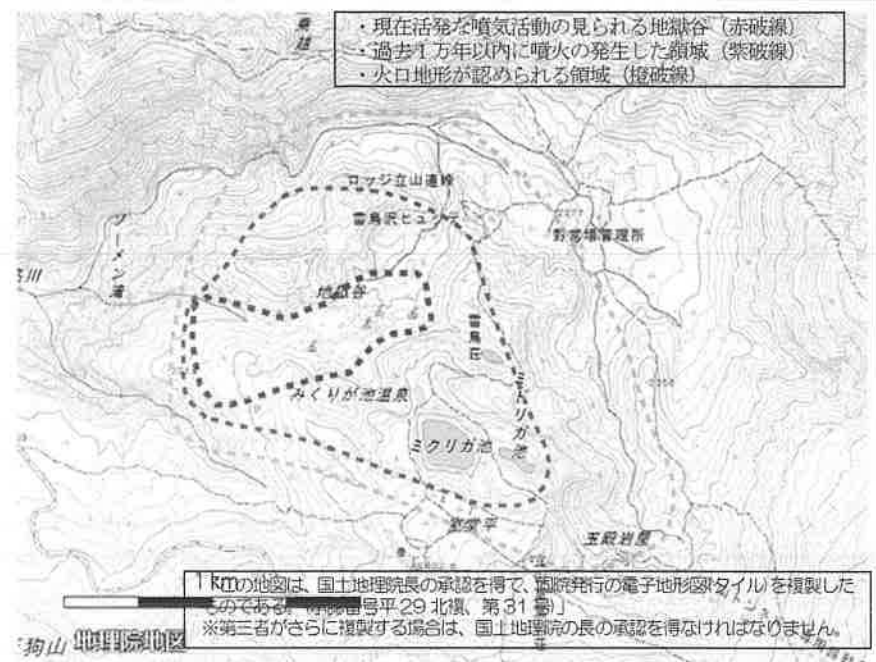 ・現在活発な噴気活動の見られる地獄谷（赤破線）
・過去1万年以内に噴火の発生した領域（紫破線）
・火口地形が認められる領域（橙破線）
ロッジ立山連峰
雷鳥沢ヒュッテ
野営場管理所
ソーメン滝
地獄谷
雷鳥荘
みくりが池温泉
ミドリガ池
ミクリガ池
室堂平
玉殿岩屋
1 km
の地図は、国土地理院長の承認を得て、同院発行の電子地形図(タイル)を複製した
ものである。 番号平29 北複、第31号)」
※第三者がさらに複製する場合は、国土地理院の長の承認を得なければなりません。
狗山
地理院地図